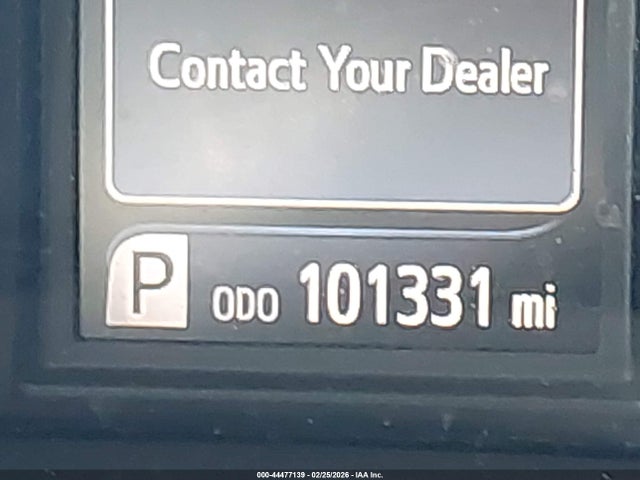 Contact Your Dealer
P ODO 101331 mi
000-44477139 - 02/25/2026 - IAA Inc.